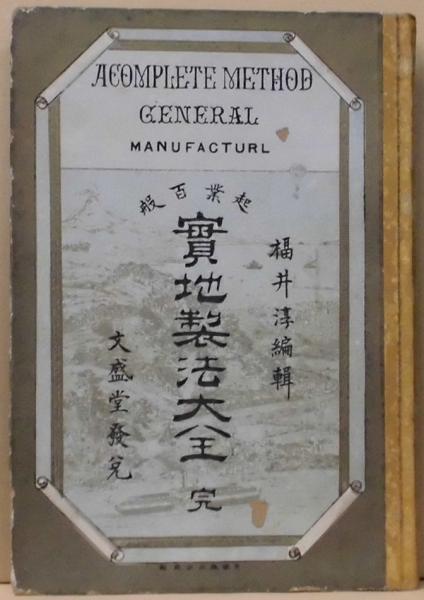 ACOMPLETE METHOD
GENERAL
MANUFACTURL
起業百般
福井淳編輯
實地製法大全 完
文盛堂發兌